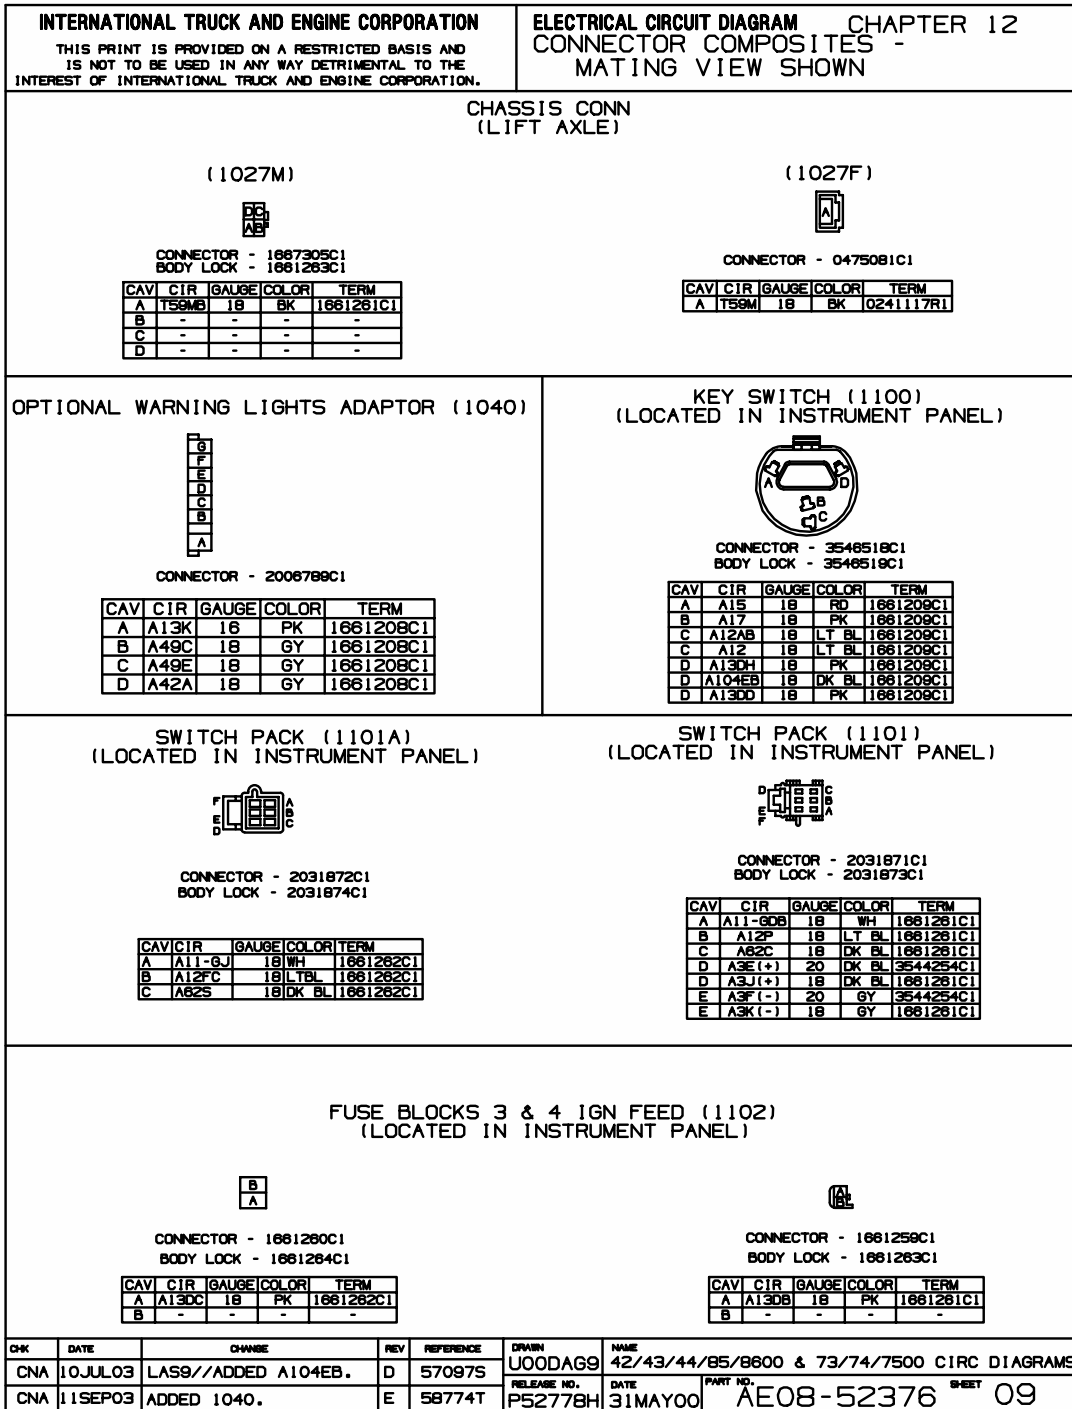 INTERNATIONAL TRUCK AND ENGINE CORPORATION
THIS PRINT IS PROVIDED ON A RESTRICTED BASIS AND
IS NOT TO BE USED IN ANY WAY DETRIMENTAL TO THE
INTEREST OF INTERNATIONAL TRUCK AND ENGINE CORPORATION.
ELECTRICAL CIRCUIT DIAGRAM CHAPTER 12
CONNECTOR COMPOSITES -
MATING VIEW SHOWN
CHASSIS CONN
(LIFT AXLE)
(1027M)
D C
A B
CONNECTOR - 1667305C1
BODY LOCK - 1661263C1
CAV CIR GAUGE COLOR TERM
A T59MB 18 BK 1661261C1
B - - - -
C - - - -
D - - - -
(1027F)
A
CONNECTOR - 0475081C1
CAV CIR GAUGE COLOR TERM
A T59M 18 BK 0241117R1
OPTIONAL WARNING LIGHTS ADAPTOR (1040)
G
F
E
D
C
B
A
CONNECTOR - 2006789C1
CAV CIR GAUGE COLOR TERM
A A13K 16 PK 1661208C1
B A49C 18 GY 1661208C1
C A49E 18 GY 1661208C1
D A42A 18 GY 1661208C1
KEY SWITCH (1100)
(LOCATED IN INSTRUMENT PANEL)
A D
B
C
CONNECTOR - 3546518C1
BODY LOCK - 3546519C1
CAV CIR GAUGE COLOR TERM
A A15 18 RD 1661209C1
B A17 18 PK 1661209C1
C A12AB 18 LT BL 1661209C1
C A12 18 LT BL 1661209C1
D A13DH 18 PK 1661209C1
D A104EB 18 DK BL 1661209C1
D A13DD 18 PK 1661209C1
SWITCH PACK (1101A)
(LOCATED IN INSTRUMENT PANEL)
F A
B
E C
D
CONNECTOR - 2031872C1
BODY LOCK - 2031874C1
CAV CIR GAUGE COLOR TERM
A A11-GJ 18 WH 1661262C1
B A12FC 18 LTBL 1661262C1
C A62S 18 DK BL 1661262C1
SWITCH PACK (1101)
(LOCATED IN INSTRUMENT PANEL)
D C
B
E A
F
CONNECTOR - 2031871C1
BODY LOCK - 2031873C1
CAV CIR GAUGE COLOR TERM
A A11-GDB 18 WH 1661261C1
B A12P 18 LT BL 1661261C1
C A62C 18 DK BL 1661261C1
D A3E(+) 20 DK BL 3544254C1
D A3J(+) 18 DK BL 1661261C1
E A3F(-) 20 GY 3544254C1
E A3K(-) 18 GY 1661261C1
FUSE BLOCKS 3 & 4 IGN FEED (1102)
(LOCATED IN INSTRUMENT PANEL)
B
A
CONNECTOR - 1661260C1
BODY LOCK - 1661264C1
CAV CIR GAUGE COLOR TERM
A A13DC 18 PK 1661262C1
B - - - -
A
B
CONNECTOR - 1661259C1
BODY LOCK - 1661263C1
CAV CIR GAUGE COLOR TERM
A A13DB 18 PK 1661261C1
B - - - -
CHK DATE CHANGE REV REFERENCE
CNA 10JUL03 LAS9//ADDED A104EB. D 57097S
CNA 11SEP03 ADDED 1040. E 58774T
DRAWN
U00DAG9
NAME
42/43/44/85/8600 & 73/74/7500 CIRC DIAGRAMS
RELEASE NO.
P52778H
DATE
31MAY00
PART NO.
AE08-52376
SHEET
09